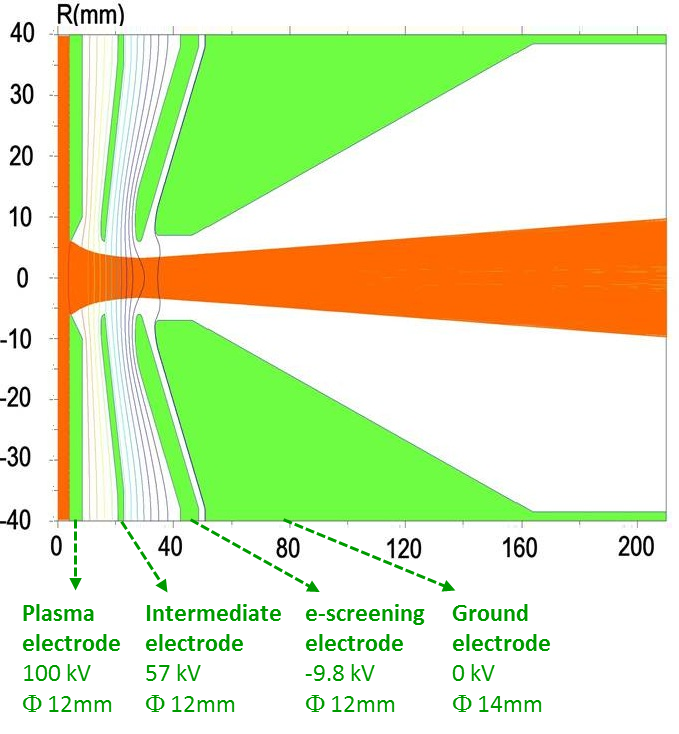 R(mm)
40
30
20
10
0
-10
-20
-30
-40
0 40 80 120 160 200
Plasma electrode
100 kV
Φ 12mm
Intermediate electrode
57 kV
Φ 12mm
e-screening electrode
-9.8 kV
Φ 12mm
Ground electrode
0 kV
Φ 14mm